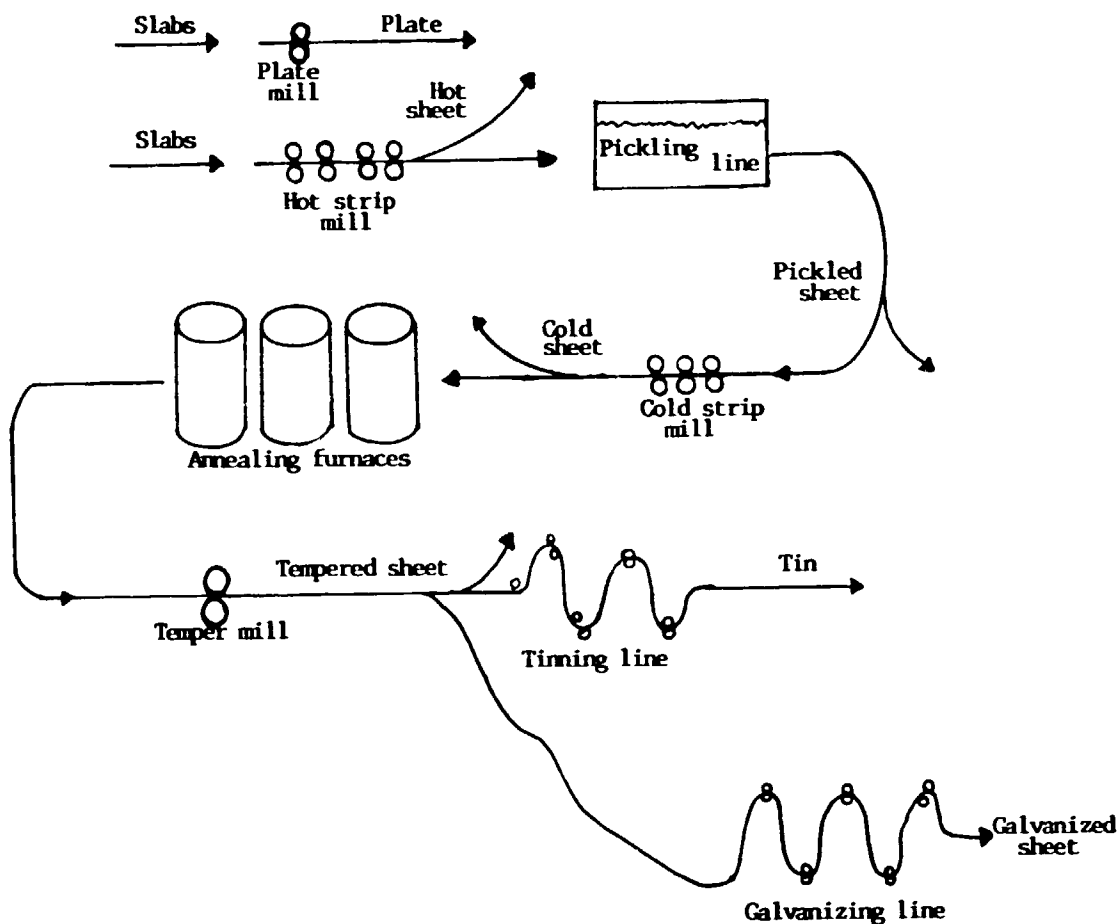 Slabs
Plate
Plate
mill
Hot
sheet
Slabs
Hot strip
mill
Pickling
line
Pickled
sheet
Cold
sheet
Cold strip
mill
Annealing furnaces
Tempered sheet
Temper mill
Tin
Tinning line
Galvanized
sheet
Galvanizing line